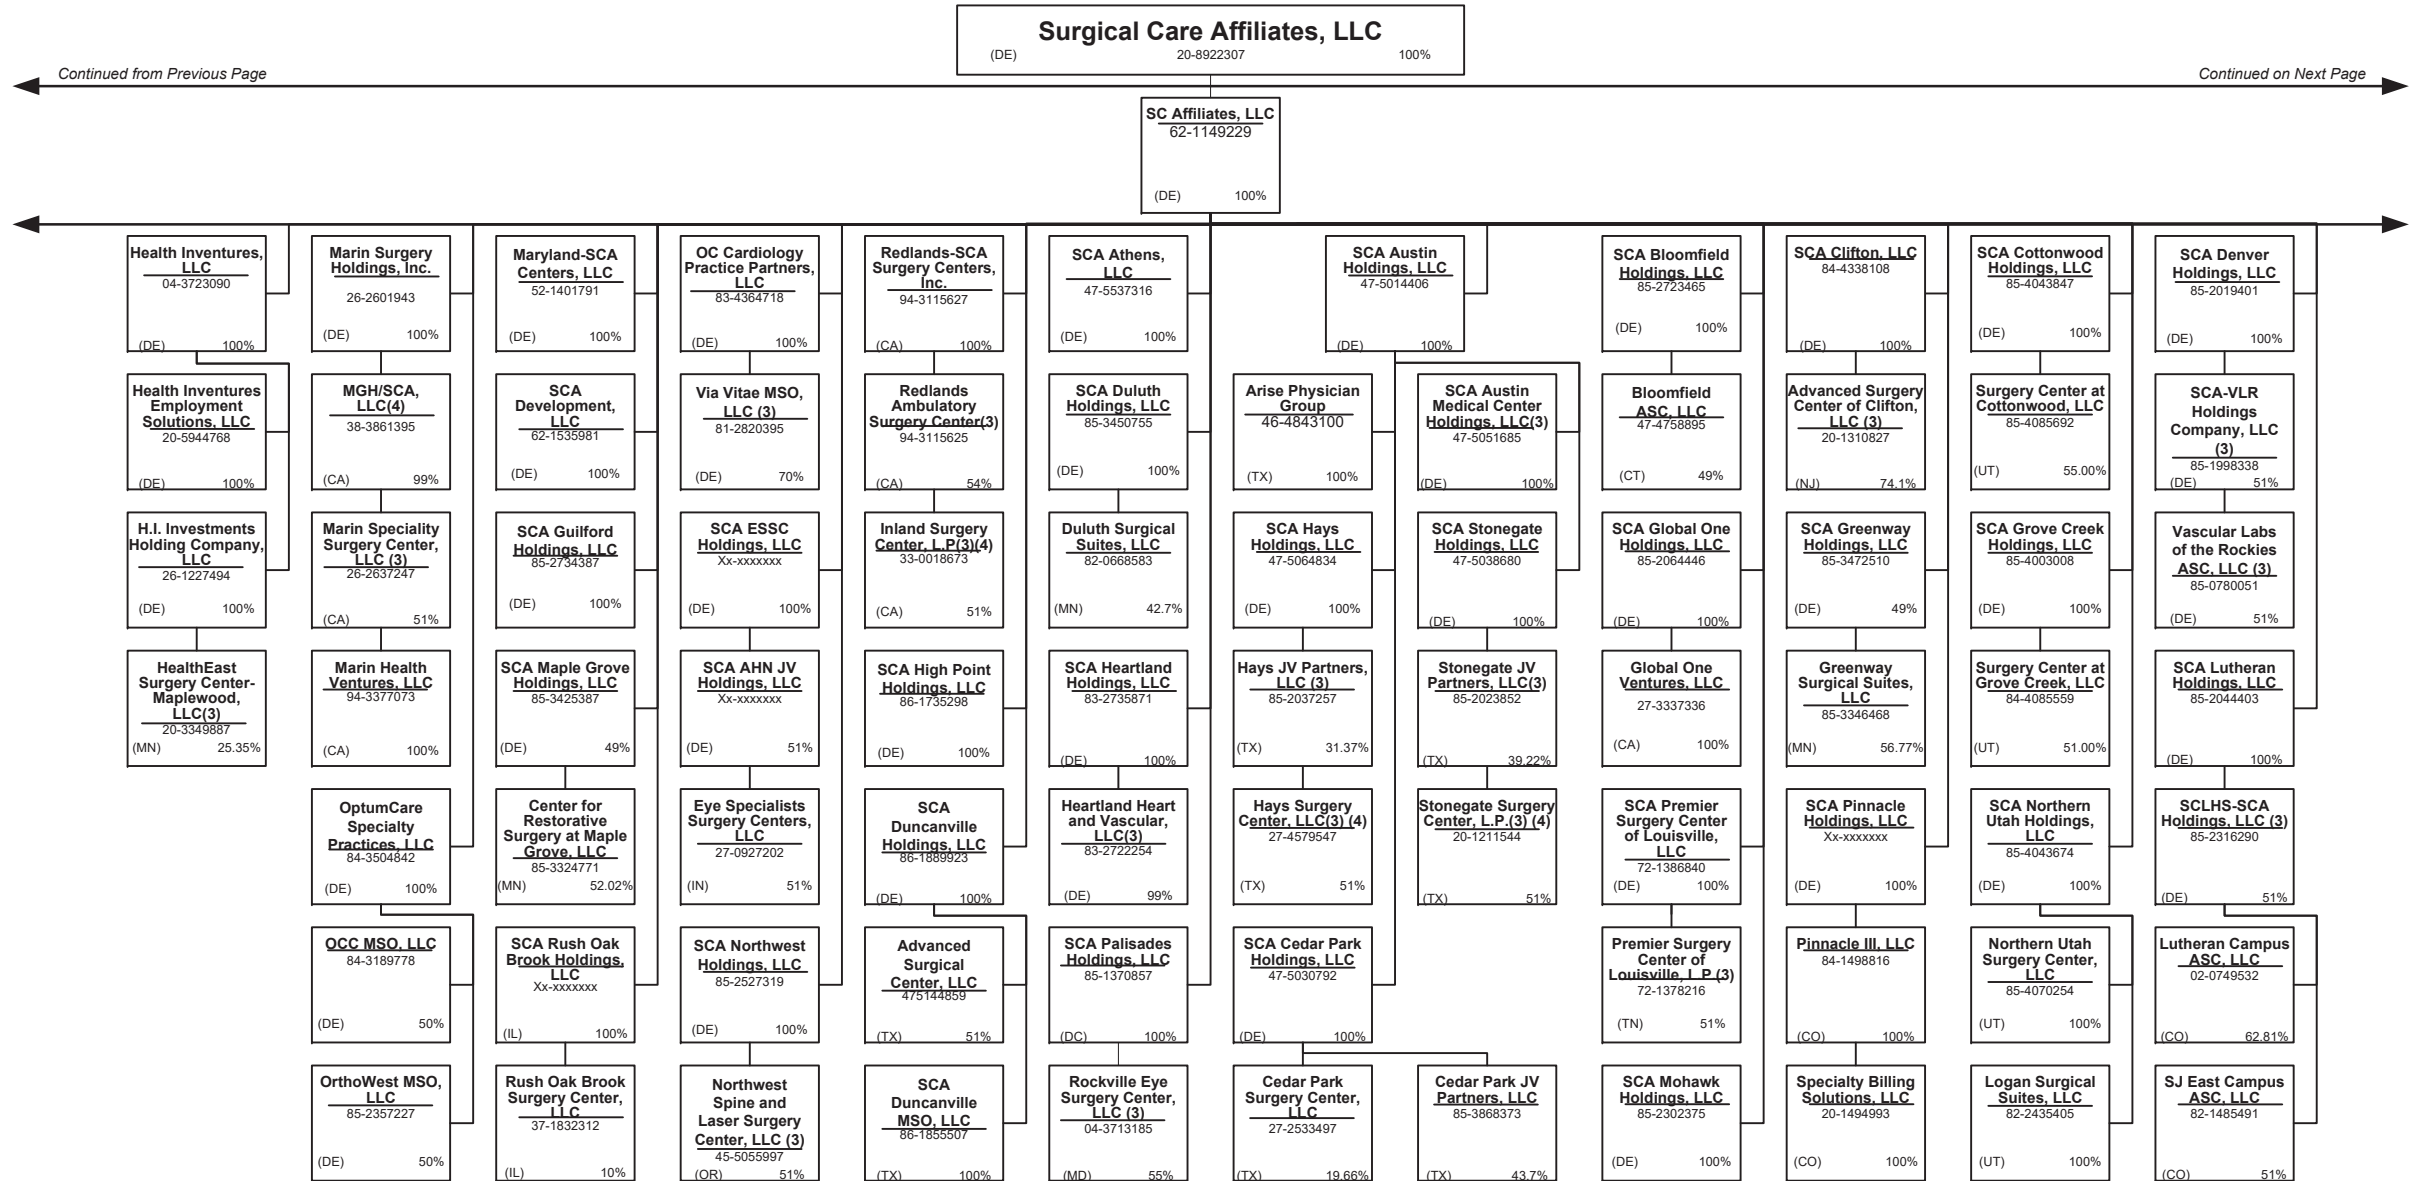 Surgical Care Affiliates, LLC
(DE) 20-8922307 100%
Continued from Previous Page
Continued on Next Page
SC Affiliates, LLC
62-1149229
(DE) 100%
Health Inventures,
LLC
04-3723090
(DE) 100%
Marin Surgery
Holdings, Inc.
26-2601943
(DE) 100%
Maryland-SCA
Centers, LLC
52-1401791
(DE) 100%
OC Cardiology
Practice Partners,
LLC
83-4364718
(DE) 100%
Redlands-SCA
Surgery Centers,
Inc.
94-3115627
(CA) 100%
SCA Athens,
LLC
47-5537316
(DE) 100%
SCA Austin
Holdings, LLC
47-5014406
(DE) 100%
SCA Bloomfield
Holdings, LLC
85-2723465
(DE) 100%
SCA Clifton, LLC
84-4338108
(DE) 100%
SCA Cottonwood
Holdings, LLC
85-4043847
(DE) 100%
SCA Denver
Holdings, LLC
85-2019401
(DE) 100%
Health Inventures
Employment
Solutions, LLC
20-5944768
(DE) 100%
MGH/SCA,
LLC(4)
38-3861395
(CA) 99%
SCA
Development,
LLC
62-1535981
(DE) 100%
Via Vitae MSO,
LLC (3)
81-2820395
(DE) 70%
Redlands
Ambulatory
Surgery Center(3)
94-3115625
(CA) 54%
SCA Duluth
Holdings, LLC
85-3450755
(DE) 100%
Arise Physician
Group
46-4843100
(TX) 100%
SCA Austin
Medical Center
Holdings, LLC(3)
47-5051685
(DE) 100%
Bloomfield
ASC, LLC
47-4758895
(CT) 49%
Advanced Surgery
Center of Clifton,
LLC (3)
20-1310827
(NJ) 74.1%
Surgery Center at
Cottonwood, LLC
85-4085692
(UT) 55.00%
SCA-VLR
Holdings
Company, LLC
(3)
85-1998338
(DE) 51%
H.I. Investments
Holding Company,
LLC
26-1227494
(DE) 100%
Marin Speciality
Surgery Center,
LLC (3)
26-2637247
(CA) 51%
SCA Guilford
Holdings, LLC
85-2734387
(DE) 100%
SCA ESSC
Holdings, LLC
Xx-xxxxxxx
(DE) 100%
Inland Surgery
Center, L.P(3)(4)
33-0018673
(CA) 51%
Duluth Surgical
Suites, LLC
82-0668583
(MN) 42.7%
SCA Hays
Holdings, LLC
47-5064834
(DE) 100%
SCA Stonegate
Holdings, LLC
47-5038680
(DE) 100%
SCA Global One
Holdings, LLC
85-2064446
(DE) 100%
SCA Greenway
Holdings, LLC
85-3472510
(DE) 49%
SCA Grove Creek
Holdings, LLC
85-4003008
(DE) 100%
Vascular Labs
of the Rockies
ASC, LLC (3)
85-0780051
(DE) 51%
HealthEast
Surgery Center-
Maplewood,
LLC(3)
20-3349887
(MN) 25.35%
Marin Health
Ventures, LLC
94-3377073
(CA) 100%
SCA Maple Grove
Holdings, LLC
85-3425387
(DE) 49%
SCA AHN JV
Holdings, LLC
Xx-xxxxxxx
(DE) 51%
SCA High Point
Holdings, LLC
86-1735298
(DE) 100%
SCA Heartland
Holdings, LLC
83-2735871
(DE) 100%
Hays JV Partners,
LLC (3)
85-2037257
(TX) 31.37%
Stonegate JV
Partners, LLC(3)
85-2023852
(TX) 39.22%
Global One
Ventures, LLC
27-3337336
(CA) 100%
Greenway
Surgical Suites,
LLC
85-3346468
(MN) 56.77%
Surgery Center at
Grove Creek, LLC
84-4085559
(UT) 51.00%
SCA Lutheran
Holdings, LLC
85-2044403
(DE) 100%
OptumCare
Specialty
Practices, LLC
84-3504842
(DE) 100%
Center for
Restorative
Surgery at Maple
Grove, LLC
85-3324771
(MN) 52.02%
Eye Specialists
Surgery Centers,
LLC
27-0927202
(IN) 51%
SCA
Duncanville
Holdings, LLC
86-1889923
(DE) 100%
Heartland Heart
and Vascular,
LLC(3)
83-2722254
(DE) 99%
Hays Surgery
Center, LLC(3) (4)
27-4579547
(TX) 51%
Stonegate Surgery
Center, L.P.(3) (4)
20-1211544
(TX) 51%
SCA Premier
Surgery Center
of Louisville,
LLC
72-1386840
(DE) 100%
SCA Pinnacle
Holdings, LLC
Xx-xxxxxxx
(DE) 100%
SCA Northern
Utah Holdings,
LLC
85-4043674
(DE) 100%
SCLHS-SCA
Holdings, LLC (3)
85-2316290
(DE) 51%
OCC MSO, LLC
84-3189778
(DE) 50%
SCA Rush Oak
Brook Holdings,
LLC
Xx-xxxxxxx
(IL) 100%
SCA Northwest
Holdings, LLC
85-2527319
(DE) 100%
Advanced
Surgical
Center, LLC
475144859
(TX) 51%
SCA Palisades
Holdings, LLC
85-1370857
(DC) 100%
SCA Cedar Park
Holdings, LLC
47-5030792
(DE) 100%
Premier Surgery
Center of
Louisville, L.P.(3)
72-1378216
(TN) 51%
Pinnacle III, LLC
84-1498816
(CO) 100%
Northern Utah
Surgery Center,
LLC
85-4070254
(UT) 100%
Lutheran Campus
ASC, LLC
02-0749532
(CO) 62.81%
OrthoWest MSO,
LLC
85-2357227
(DE) 50%
Rush Oak Brook
Surgery Center,
LLC
37-1832312
(IL) 10%
Northwest
Spine and
Laser Surgery
Center, LLC (3)
45-5055997
(OR) 51%
SCA
Duncanville
MSO, LLC
86-1855507
(TX) 100%
Rockville Eye
Surgery Center,
LLC (3)
04-3713185
(MD) 55%
Cedar Park
Surgery Center,
LLC
27-2533497
(TX) 19.66%
Cedar Park JV
Partners, LLC
85-3868373
(TX) 43.7%
SCA Mohawk
Holdings, LLC
85-2302375
(DE) 100%
Specialty Billing
Solutions, LLC
20-1494993
(CO) 100%
Logan Surgical
Suites, LLC
82-2435405
(UT) 100%
SJ East Campus
ASC, LLC
82-1485491
(CO) 51%